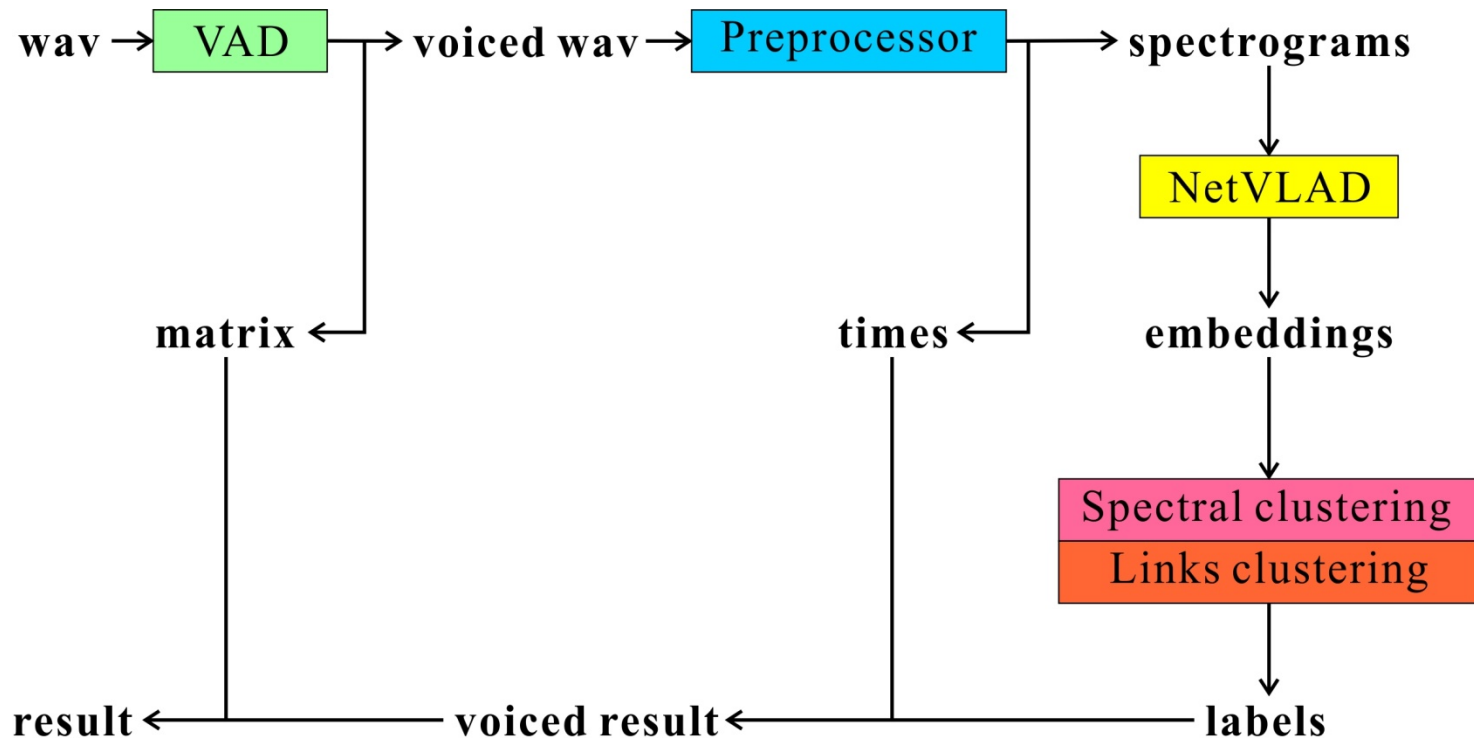 wav
VAD
voiced wav
Preprocessor
spectrograms
NetVLAD
matrix
times
embeddings
Spectral clustering
Links clustering
result
voiced result
labels